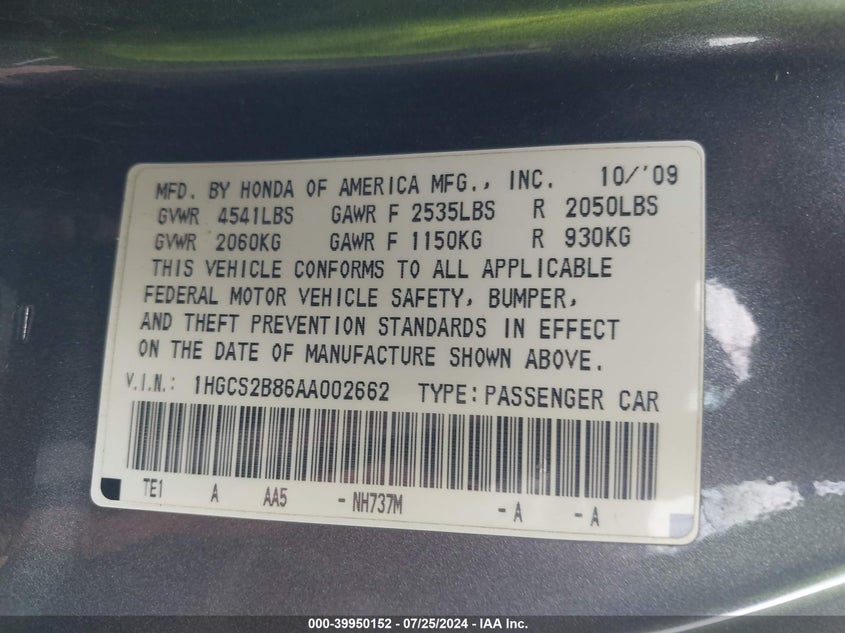 MFD. BY HONDA OF AMERICA MFG., INC. 10/'09
GVWR 4541LBS GAWR F 2535LBS R 2050LBS
GVWR 2060KG GAWR F 1150KG R 930KG
THIS VEHICLE CONFORMS TO ALL APPLICABLE
FEDERAL MOTOR VEHICLE SAFETY, BUMPER,
AND THEFT PREVENTION STANDARDS IN EFFECT
ON THE DATE OF MANUFACTURE SHOWN ABOVE.
V.I.N.: 1HGCS2B86AA002662 TYPE: PASSENGER CAR
TE1 A AA5 - NH737M - A - A
000-39950152 - 07/25/2024 - IAA Inc.